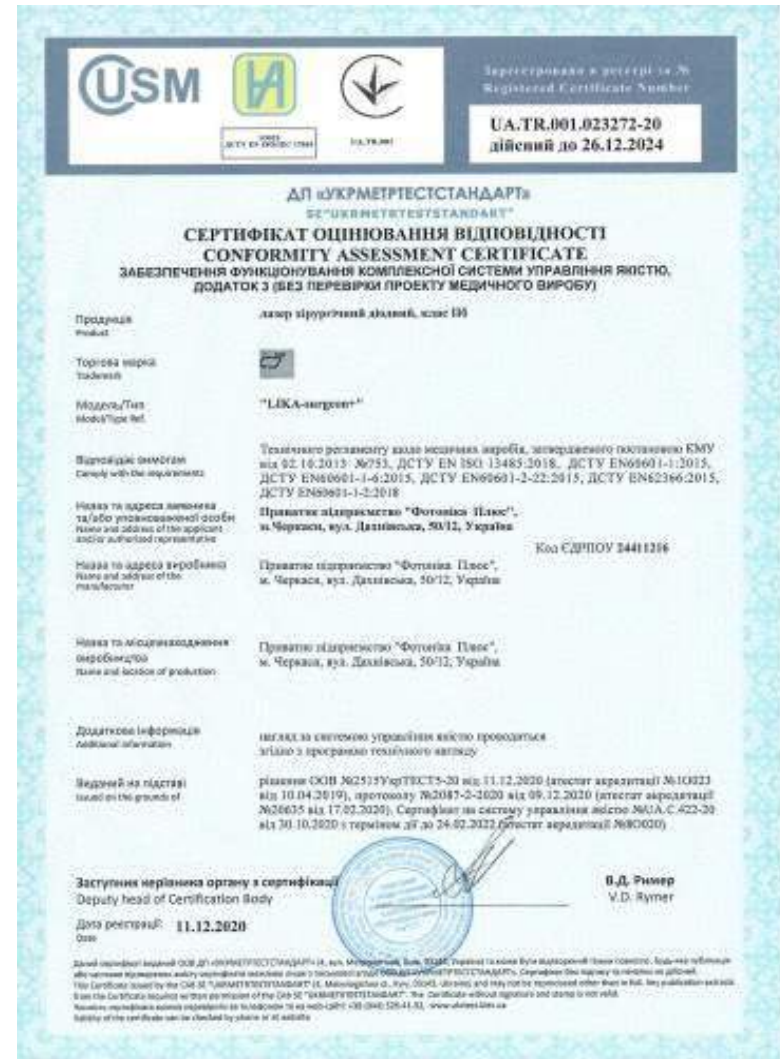 USM
UA.TR.001
Зареєстровано в реєстрі за №
Registered Certificate Number
UA.TR.001.023272-20
дійсний до 26.12.2024
ДП «УКРМЕТРТЕСТСТАНДАРТ»
SE"UKRMETRTESTSTANDART"
СЕРТИФІКАТ ОЦІНЮВАННЯ ВІДПОВІДНОСТІ
CONFORMITY ASSESSMENT CERTIFICATE
ЗАБЕЗПЕЧЕННЯ ФУНКЦІОНУВАННЯ КОМПЛЕКСНОЇ СИСТЕМИ УПРАВЛІННЯ ЯКІСТЮ,
ДОДАТОК 3 (БЕЗ ПЕРЕВІРКИ ПРОЕКТУ МЕДИЧНОГО ВИРОБУ)
Продукція
Product
лазер хірургічний діодний, клас ІІб
Торгова марка
Trademark
Модель/Тип
Model/Type Ref.
"LIKA-surgeon+"
Відповідає вимогам
Comply with the requirements
Технічного регламенту щодо медичних виробів, затвердженого постановою КМУ
від 02.10.2013 №753, ДСТУ EN ISO 13485:2018, ДСТУ EN60601-1:2015,
ДСТУ EN60601-1-6:2015, ДСТУ EN60601-2-22:2015, ДСТУ EN62366:2015,
ДСТУ EN60601-1-2:2018
Назва та адреса заявника
та/або уповноваженої особи
Name and address of the applicant
and/or authorized representative
Приватне підприємство "Фотоніка Плюс",
м. Черкаси, вул. Дахнівська, 50/12, Україна
Код ЄДРПОУ 24411216
Назва та адреса виробника
Name and address of the
manufacturer
Приватне підприємство "Фотоніка Плюс",
м. Черкаси, вул. Дахнівська, 50/12, Україна
Назва та місцезнаходження
виробництва
Name and location of production
Приватне підприємство "Фотоніка Плюс",
м. Черкаси, вул. Дахнівська, 50/12, Україна
Додаткова інформація
Additional information
нагляд за системою управління якістю проводиться
згідно з програмою технічного нагляду
Виданий на підставі
Issued on the grounds of
рішення ООВ №2515УкрТЕСТ5-20 від 11.12.2020 (атестат акредитації №1О023
від 10.04.2019), протоколу №2087-2-2020 від 09.12.2020 (атестат акредитації
№20635 від 17.02.2020), Сертифікат на систему управління якістю №UA.C.422-20
від 30.10.2020 з терміном дії до 24.02.2022 (атестат акредитації №8О020)
Заступник керівника органу з сертифікації
Deputy head of Certification Body
В.Д. Ример
V.D. Rymer
Дата реєстрації
Date
11.12.2020